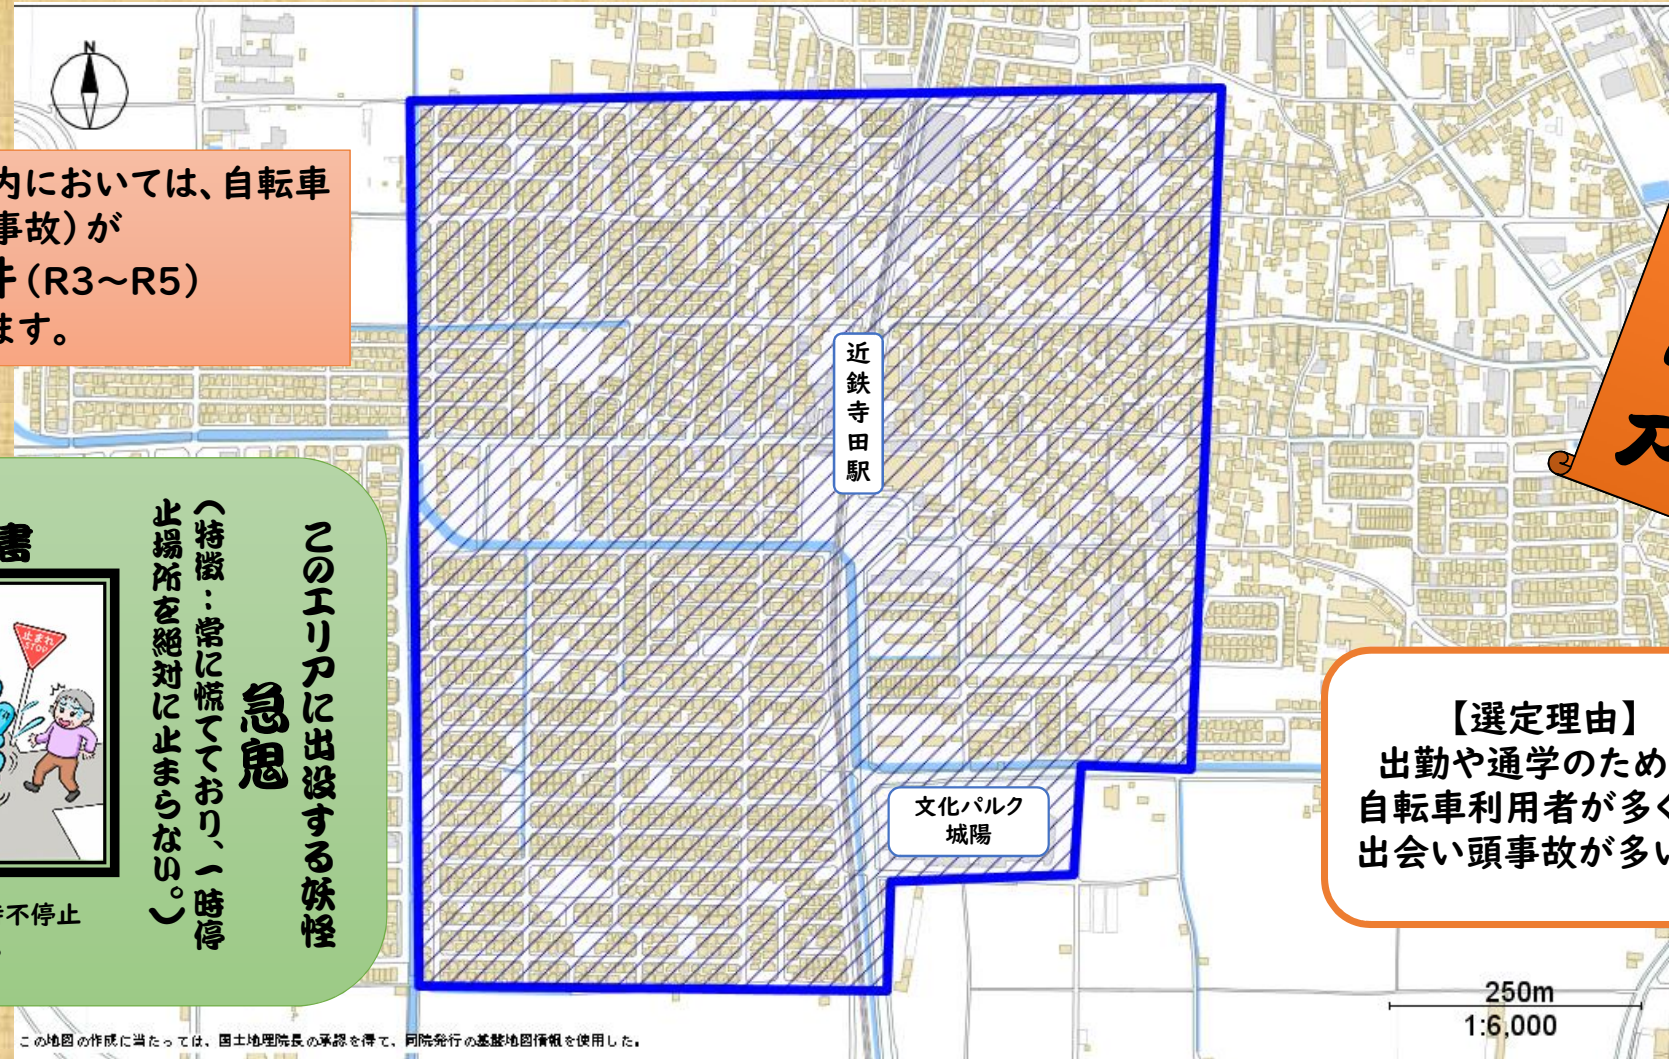 N
内においては、自転車
事故）が
件（R3～R5）
ます。
近鉄寺田駅
このエリアに出没する妖怪
急鬼
（特徴：常に慌てており、一時停
止場所を絶対に止まらない。）
書
止まれ
STOP
不停止
文化パルク
城陽
【選定理由】
出勤や通学のため
自転車利用者が多く
出会い頭事故が多い
250m
1:6,000
この地図の作成に当たっては、国土地理院長の承認を得て、同院発行の基盤地図情報を使用した。